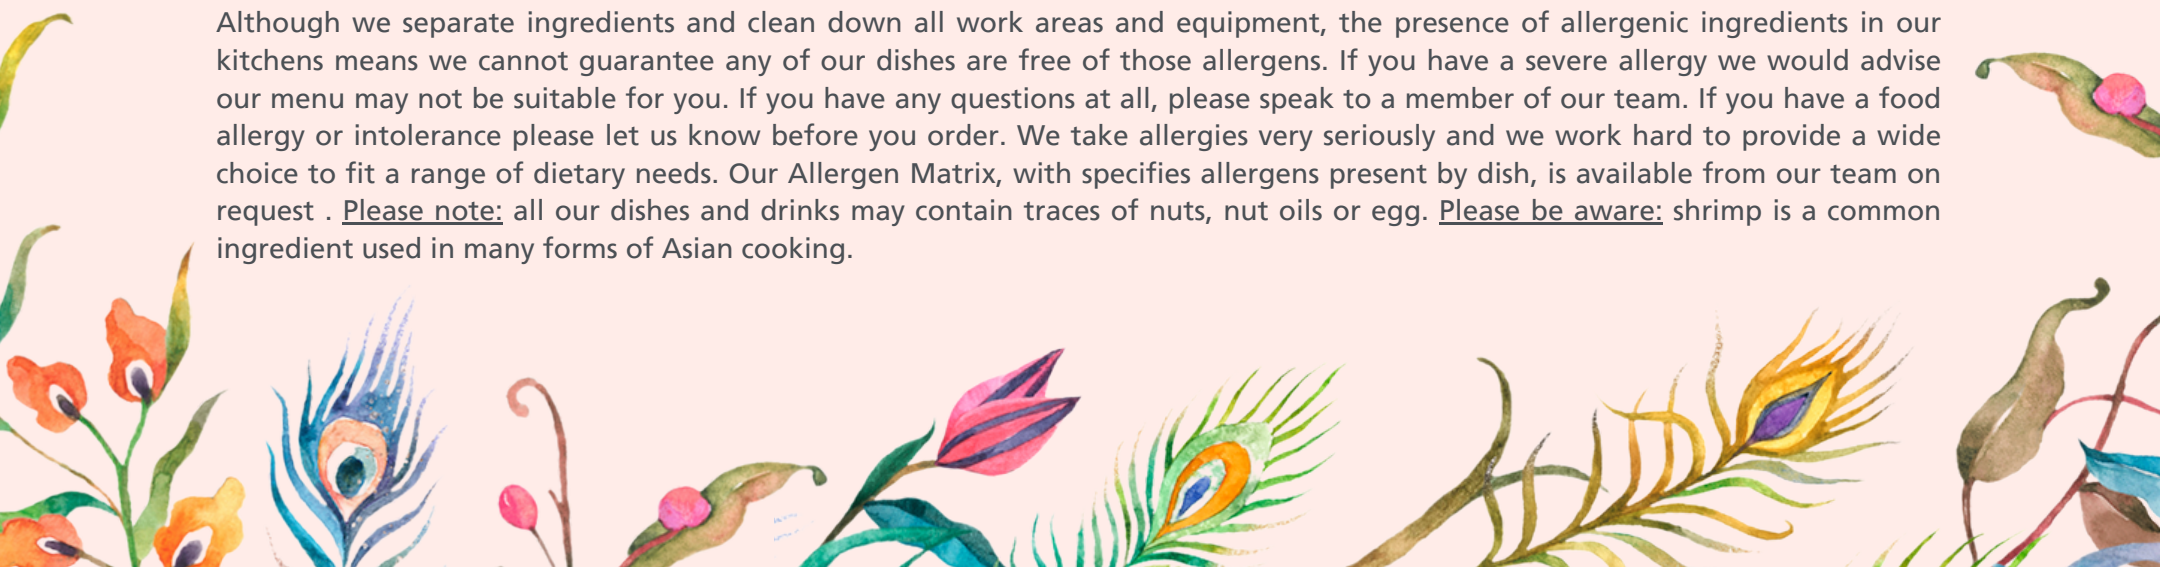 Although we separate ingredients and clean down all work areas and equipment, the presence of allergenic ingredients in our
kitchens means we cannot guarantee any of our dishes are free of those allergens. If you have a severe allergy we would advise
our menu may not be suitable for you. If you have any questions at all, please speak to a member of our team. If you have a food
allergy or intolerance please let us know before you order. We take allergies very seriously and we work hard to provide a wide
choice to fit a range of dietary needs. Our Allergen Matrix, with specifies allergens present by dish, is available from our team on
request . Please note: all our dishes and drinks may contain traces of nuts, nut oils or egg. Please be aware: shrimp is a common
ingredient used in many forms of Asian cooking.